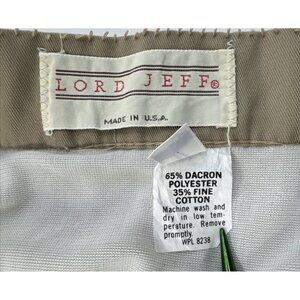 LORD JEFF®
MADE IN U.S.A.
65% DACRON
POLYESTER
35% FINE
COTTON
Machine wash and
dry in low tem-
perature. Remove
promptly.
WPL 8238